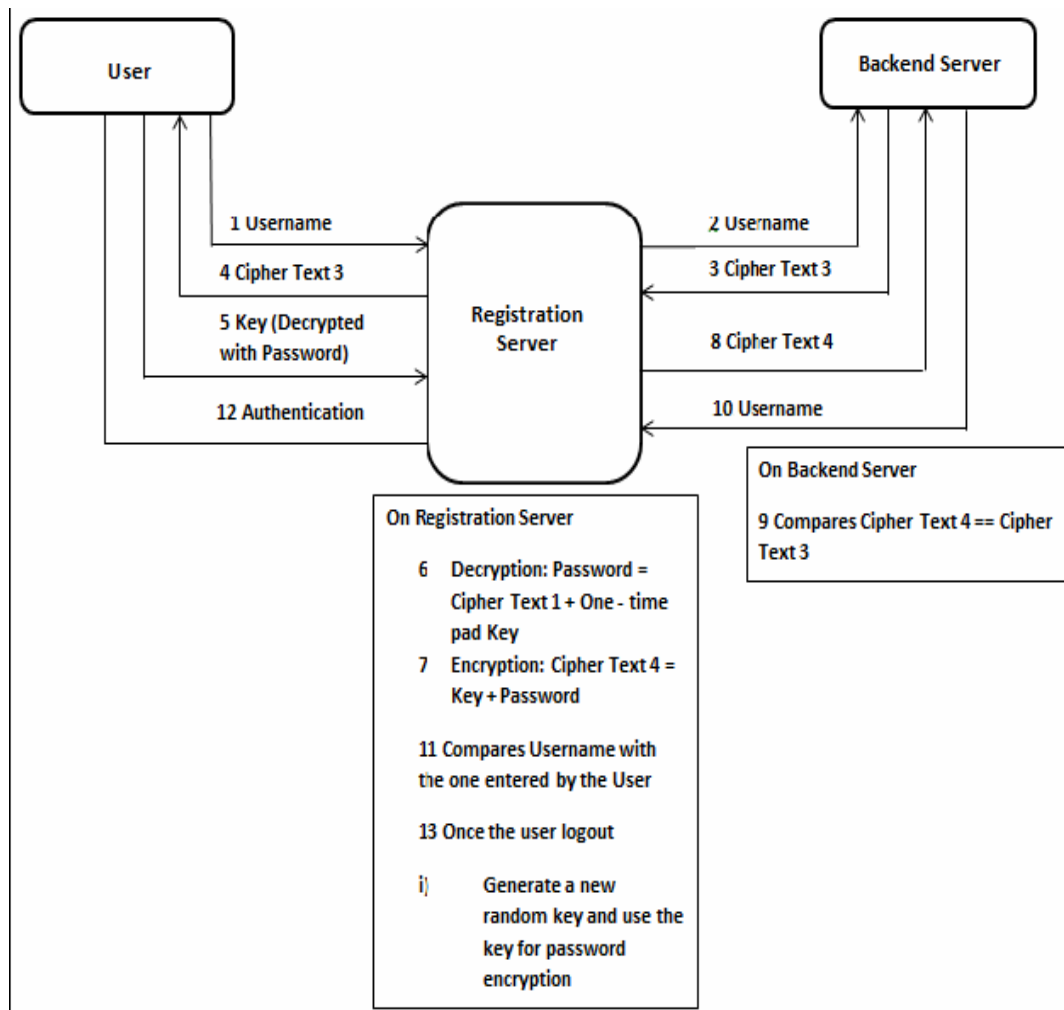 User
Backend Server
1 Username
2 Username
4 Cipher Text 3
3 Cipher Text 3
5 Key (Decrypted
with Password)
Registration
Server
8 Cipher Text 4
12 Authentication
10 Username
On Backend Server
9 Compares Cipher Text 4 == Cipher
Text 3
On Registration Server
6 Decryption: Password =
Cipher Text 1 + One - time
pad Key
7 Encryption: Cipher Text 4 =
Key + Password
11 Compares Username with
the one entered by the User
13 Once the user logout
i) Generate a new
random key and use the
key for password
encryption